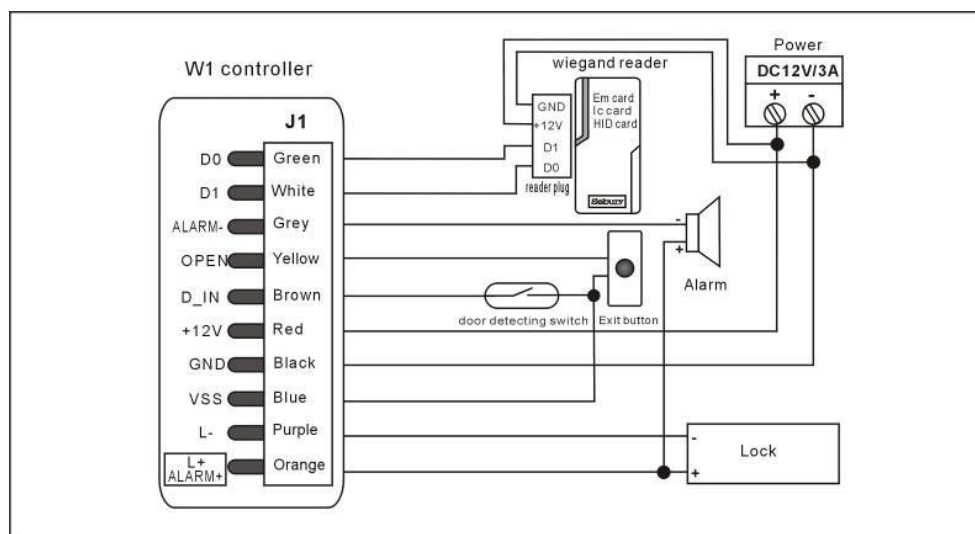 W1 controller
J1
D0 Green
D1 White
ALARM- Grey
OPEN Yellow
D_IN Brown
+12V Red
GND Black
VSS Blue
L- Purple
L+
ALARM+
Orange
wiegand reader
GND
+12V
D1
D0
reader plug
Em card
Ic card
HID card
Sebury
Power
DC12V/3A
+ -
-
+
Alarm
door detecting switch
Exit button
-
+
Lock